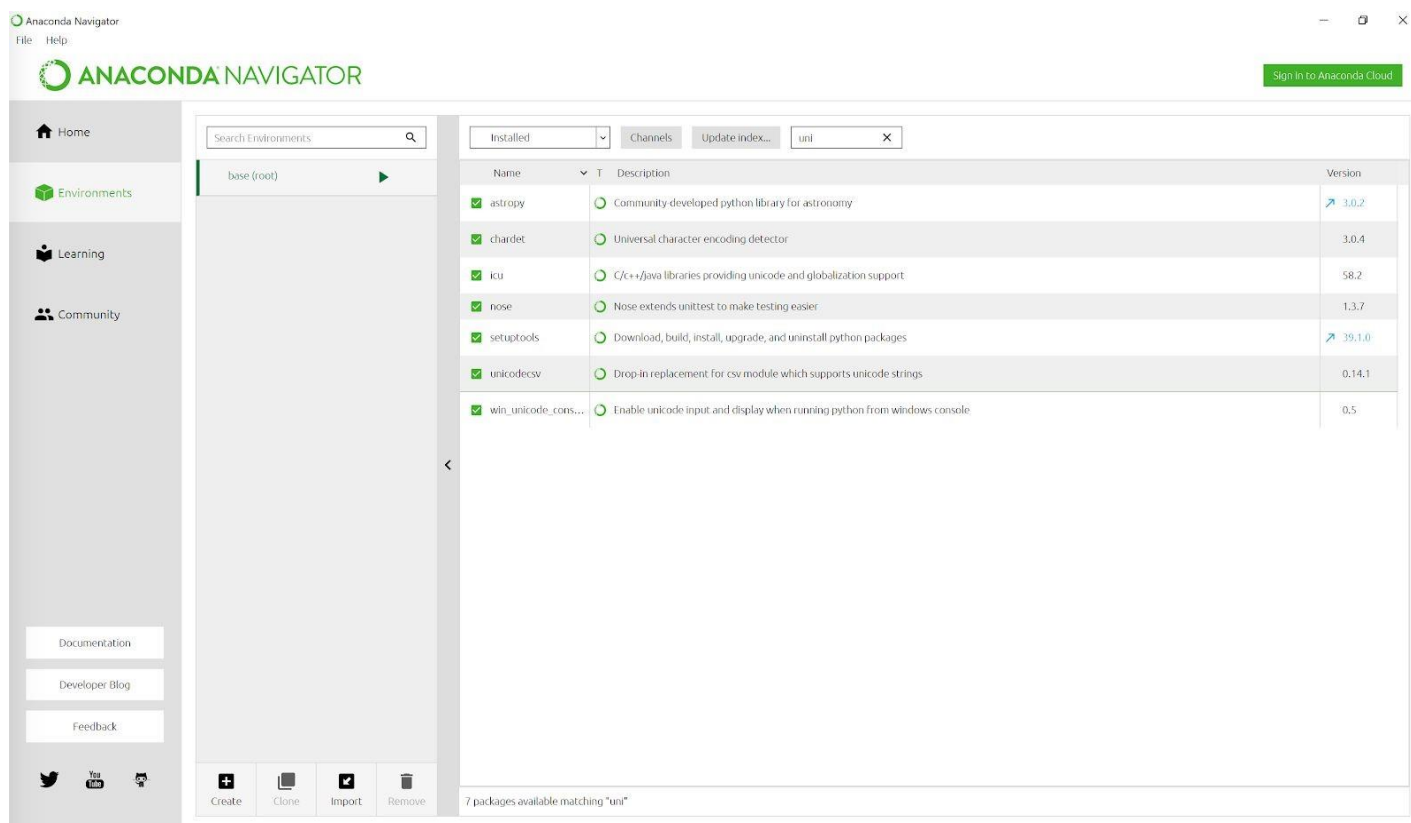 Anaconda Navigator
File Help
ANACONDA NAVIGATOR
Sign in to Anaconda Cloud
Home
Environments
Learning
Community
Documentation
Developer Blog
Feedback
You
Tube
Search Environments
base (root)
Create Clone Import Remove
Installed Channels Update index... uni
Name T Description Version
astropy Community-developed python library for astronomy 3.0.2
chardet Universal character encoding detector 3.0.4
icu C/c++/java libraries providing unicode and globalization support 58.2
nose Nose extends unittest to make testing easier 1.3.7
setuptools Download, build, install, upgrade, and uninstall python packages 39.1.0
unicodecsv Drop-in replacement for csv module which supports unicode strings 0.14.1
win_unicode_cons... Enable unicode input and display when running python from windows console 0.5
7 packages available matching "uni"